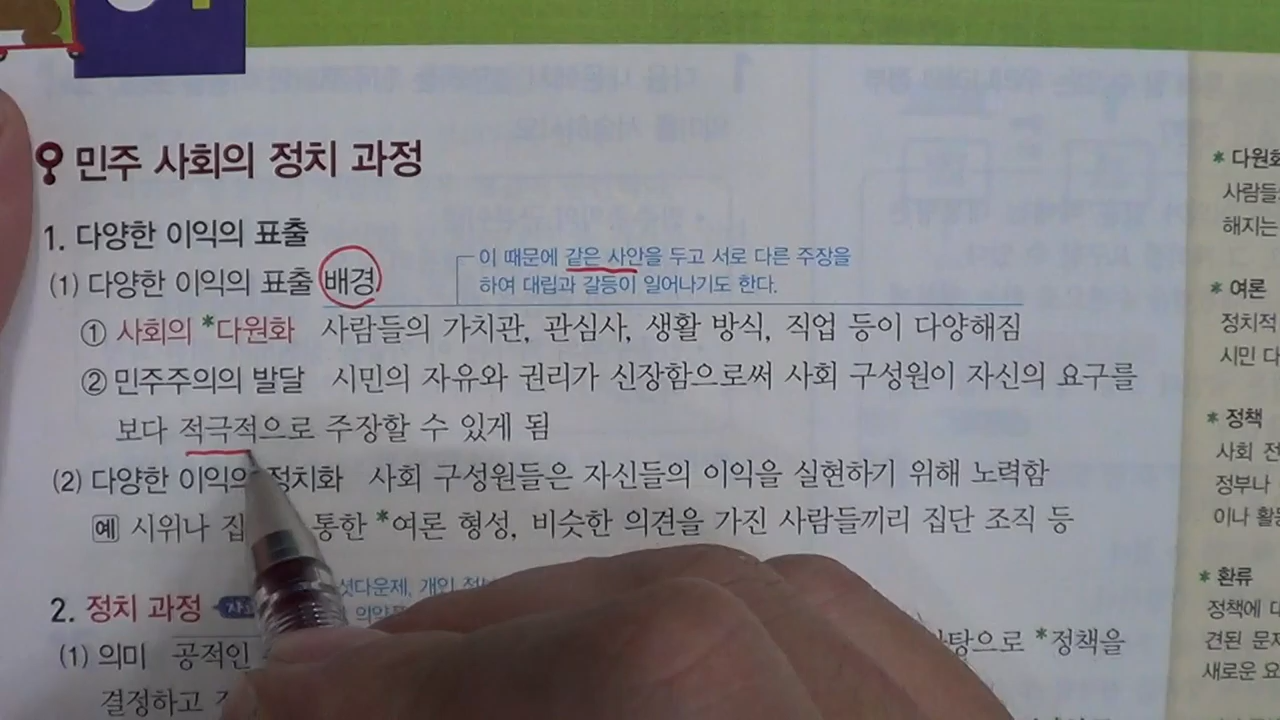 민주 사회의 정치 과정
1. 다양한 이익의 표출
(1) 다양한 이익의 표출 배경
이 때문에 같은 사안을 두고 서로 다른 주장을
하여 대립과 갈등이 일어나기도 한다.
① 사회의 *다원화 사람들의 가치관, 관심사, 생활 방식, 직업 등이 다양해짐
② 민주주의의 발달 시민의 자유와 권리가 신장함으로써 사회 구성원이 자신의 요구를
보다 적극적으로 주장할 수 있게 됨
(2) 다양한 이익의 정치화 사회 구성원들은 자신들의 이익을 실현하기 위해 노력함
예 시위나 통한 *여론 형성, 비슷한 의견을 가진 사람들끼리 집단 조직 등
2. 정치 과정
셧다운제, 개인
(1) 의미 공적인 *정책을
결정하고
* 다원화
사람들
해지는
* 여론
정치적
시민 다
* 정책
사회 전
정부나
이나 활
* 환류
정책에 대
견된 문제
새로운 요